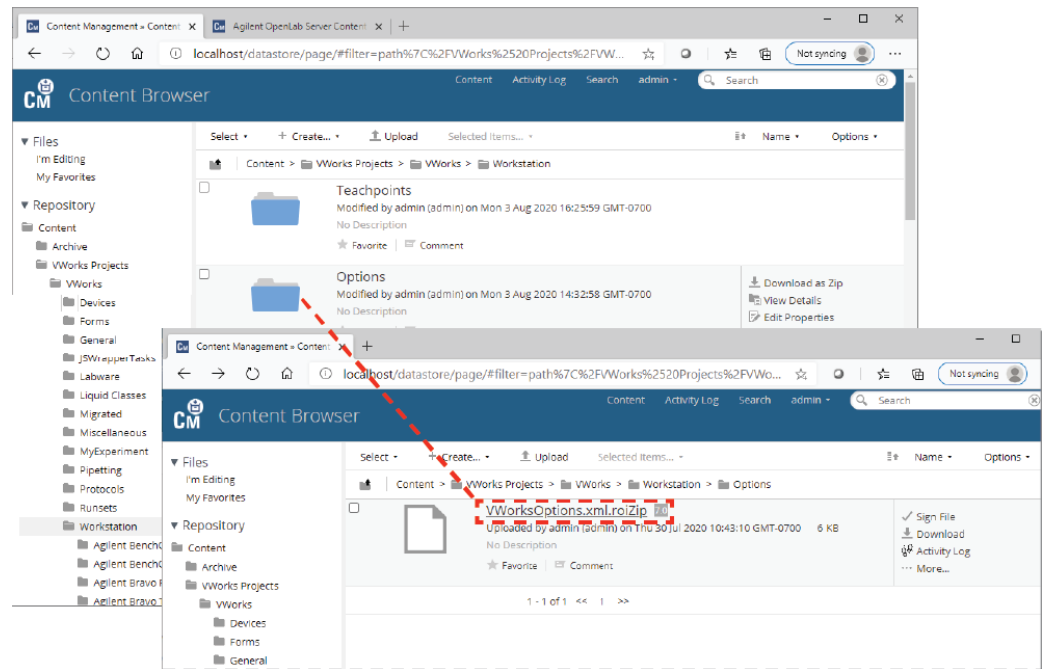 CM Content Management » Content × CM Agilent OpenLab Server Content × +
localhost/datastore/page/#filter=path%7C%2FVWorks%2520Projects%2FVW... Not syncing ...
CM Content Browser
Content Activity Log Search admin Search
Files
I'm Editing
My Favorites
Repository
Content
Archive
VWorks Projects
VWorks
Devices
Forms
General
JSWrapperTasks
Labware
Liquid Classes
Migrated
Miscellaneous
MyExperiment
Pipetting
Protocols
Runsets
Workstation
Agilent Bravo
Select + Create... Upload Selected Items... Name Options
Content > VWorks Projects > VWorks > Workstation
Teachpoints
Modified by admin (admin) on Mon 3 Aug 2020 16:25:59 GMT-0700
No Description
Favorite Comment
Options
Modified by admin (admin) on Mon 3 Aug 2020 14:32:58 GMT-0700
No Description
Download as Zip
View Details
Edit Properties
CM Content Management » Content × +
localhost/datastore/page/#filter=path%7C%2FVWorks%2520Projects%2FVWo... Not syncing
CM Content Browser
Content Activity Log Search admin Search
Files
I'm Editing
My Favorites
Repository
Content
Archive
VWorks Projects
VWorks
Devices
Forms
General
Select + Create... Upload Selected Items... Name Options
Content > VWorks Projects > VWorks > Workstation > Options
VWorksOptions.xml.roiZip
Uploaded by admin (admin) on Thu 30 Jul 2020 10:43:10 GMT-0700 6 KB
No Description
Favorite Comment
Sign File
Download
Activity Log
More...
1 - 1 of 1 << 1 >>